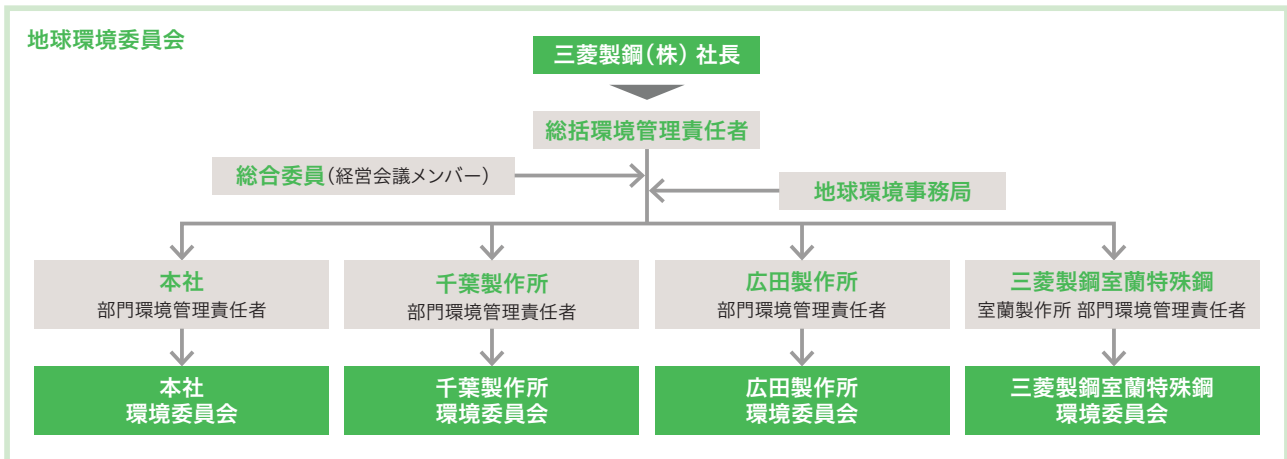 地球環境委員会
三菱製鋼（株） 社長
総括環境管理責任者
総合委員（経営会議メンバー）
地球環境事務局
本社
部門環境管理責任者
千葉製作所
部門環境管理責任者
広田製作所
部門環境管理責任者
三菱製鋼室蘭特殊鋼
室蘭製作所 部門環境管理責任者
本社
環境委員会
千葉製作所
環境委員会
広田製作所
環境委員会
三菱製鋼室蘭特殊鋼
環境委員会